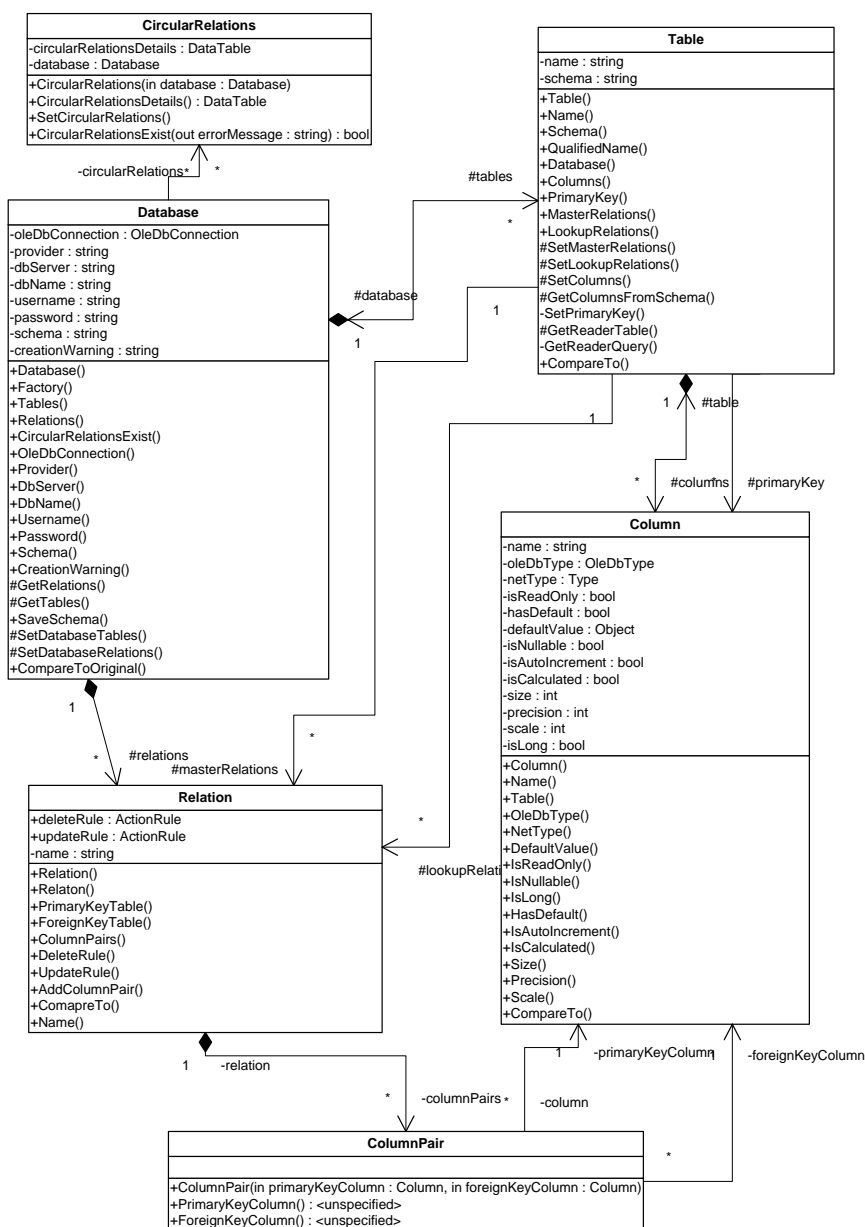 CircularRelations
-circularRelationsDetails : DataTable
-database : Database
+CircularRelations(in database : Database)
+CircularRelationsDetails() : DataTable
+SetCircularRelations()
+CircularRelationsExist(out errorMessage : string) : bool
-circularRelations
*
*
Table
-name : string
-schema : string
+Table()
+Name()
+Schema()
+QualifiedName()
+Database()
+Columns()
+PrimaryKey()
+MasterRelations()
+LookupRelations()
#SetMasterRelations()
#SetLookupRelations()
#SetColumns()
#GetColumnsFromSchema()
-SetPrimaryKey()
#GetReaderTable()
-GetReaderQuery()
+CompareTo()
#tables
*
#database
1
1
Database
-oleDbConnection : OleDbConnection
-provider : string
-dbServer : string
-dbName : string
-username : string
-password : string
-schema : string
-creationWarning : string
+Database()
+Factory()
+Tables()
+Relations()
+CircularRelationsExist()
+OleDbConnection()
+Provider()
+DbServer()
+DbName()
+Username()
+Password()
+Schema()
+CreationWarning()
#GetRelations()
#GetTables()
+SaveSchema()
#SetDatabaseTables()
#SetDatabaseRelations()
+CompareToOriginal()
1
1
#table
*
#columns
*
#primaryKey
Column
-name : string
-oleDbType : OleDbType
-netType : Type
-isReadOnly : bool
-hasDefault : bool
-defaultValue : Object
-isNullable : bool
-isAutoIncrement : bool
-isCalculated : bool
-size : int
-precision : int
-scale : int
-isLong : bool
+Column()
+Name()
+Table()
+OleDbType()
+NetType()
+DefaultValue()
+IsReadOnly()
+IsNullable()
+IsLong()
+HasDefault()
+IsAutoIncrement()
+IsCalculated()
+Size()
+Precision()
+Scale()
+CompareTo()
1
*
#relations
*
#masterRelations
*
#lookupRelati
Relation
+deleteRule : ActionRule
+updateRule : ActionRule
-name : string
+Relation()
+Relaton()
+PrimaryKeyTable()
+ForeignKeyTable()
+ColumnPairs()
+DeleteRule()
+UpdateRule()
+AddColumnPair()
+ComapreTo()
+Name()
1
-relation
*
-columnPairs
1
-primaryKeyColumn
1
-foreignKeyColumn
*
-column
*
ColumnPair
+ColumnPair(in primaryKeyColumn : Column, in foreignKeyColumn : Column)
+PrimaryKeyColumn() : <unspecified>
+ForeignKeyColumn() : <unspecified>